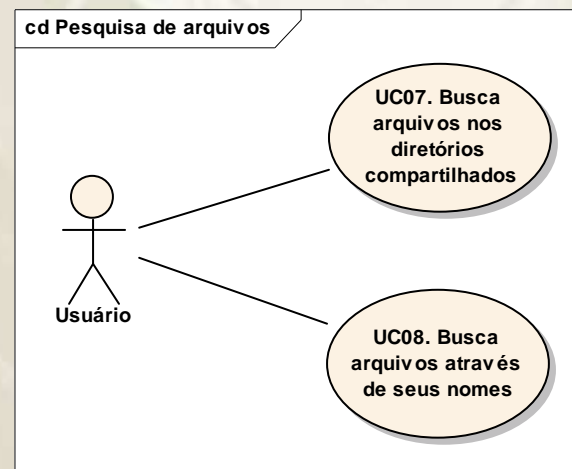 cd Pesquisa de arquivos
UC07. Busca
arquivos nos
diretórios
compartilhados
Usuário
UC08. Busca
arquivos através
de seus nomes